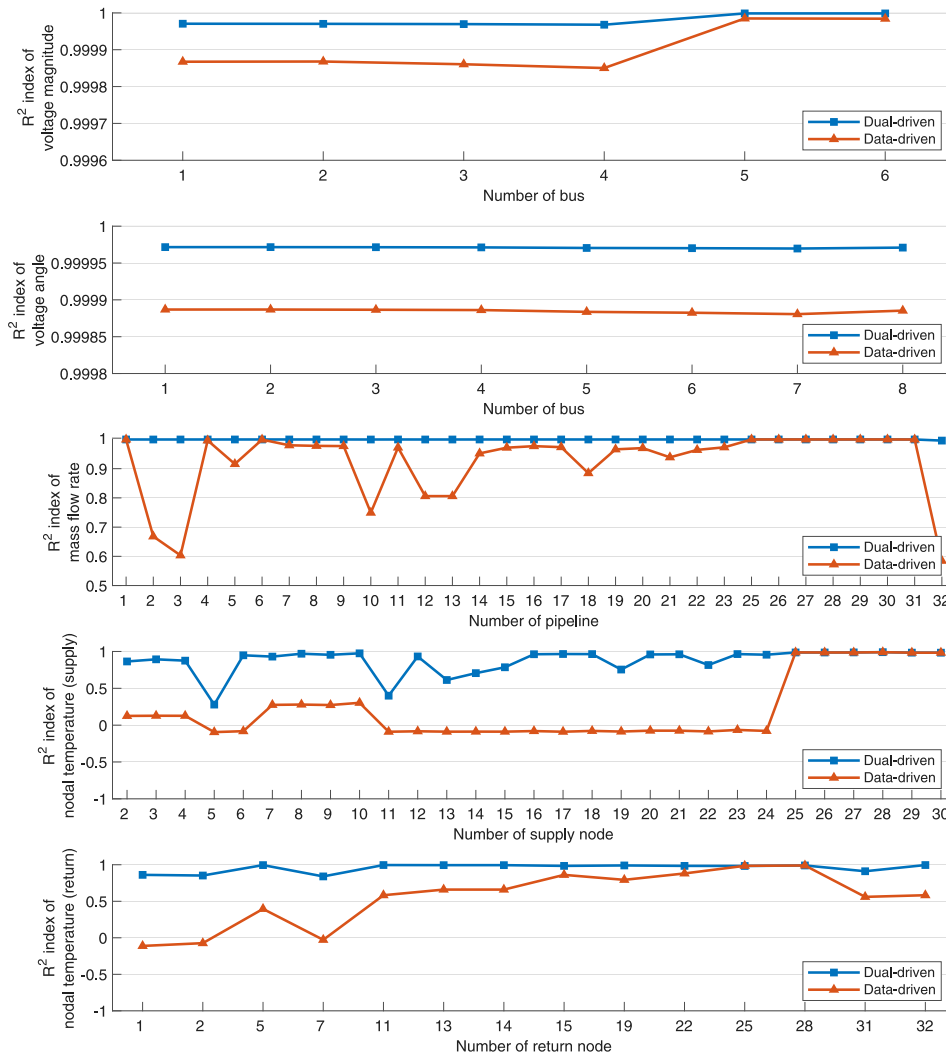 1
0.9999
0.9998
0.9997
0.9996
R² index of
voltage magnitude
Dual-driven
Data-driven
1 2 3 4 5 6
Number of bus
1
0.99995
0.9999
0.99985
0.9998
R² index of
voltage angle
Dual-driven
Data-driven
1 2 3 4 5 6 7 8
Number of bus
1
0.9
0.8
0.7
0.6
0.5
R² index of
mass flow rate
Dual-driven
Data-driven
1 2 3 4 5 6 7 8 9 10 11 12 13 14 15 16 17 18 19 20 21 22 23 24 25 26 27 28 29 30 31 32
Number of pipeline
1
0.5
0
-0.5
-1
R² index of
nodal temperature (supply)
Dual-driven
Data-driven
2 3 4 5 6 7 8 9 10 11 12 13 14 15 16 17 18 19 20 21 22 23 24 25 26 27 28 29 30
Number of supply node
1
0.5
0
-0.5
-1
R² index of
nodal temperature (return)
Dual-driven
Data-driven
1 2 5 7 11 13 14 15 19 22 25 28 31 32
Number of return node